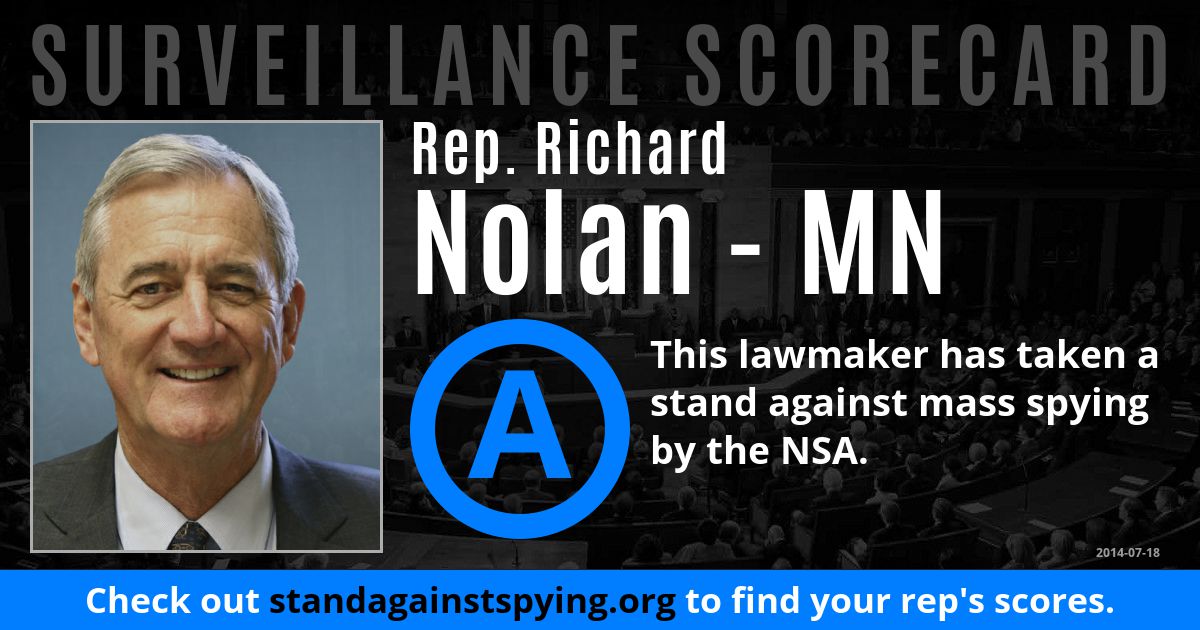 SURVEILLANCE SCORECARD
Rep. Richard
Nolan - MN
A
This lawmaker has taken a
stand against mass spying
by the NSA.
2014-07-18
Check out standagainstspying.org to find your rep's scores.